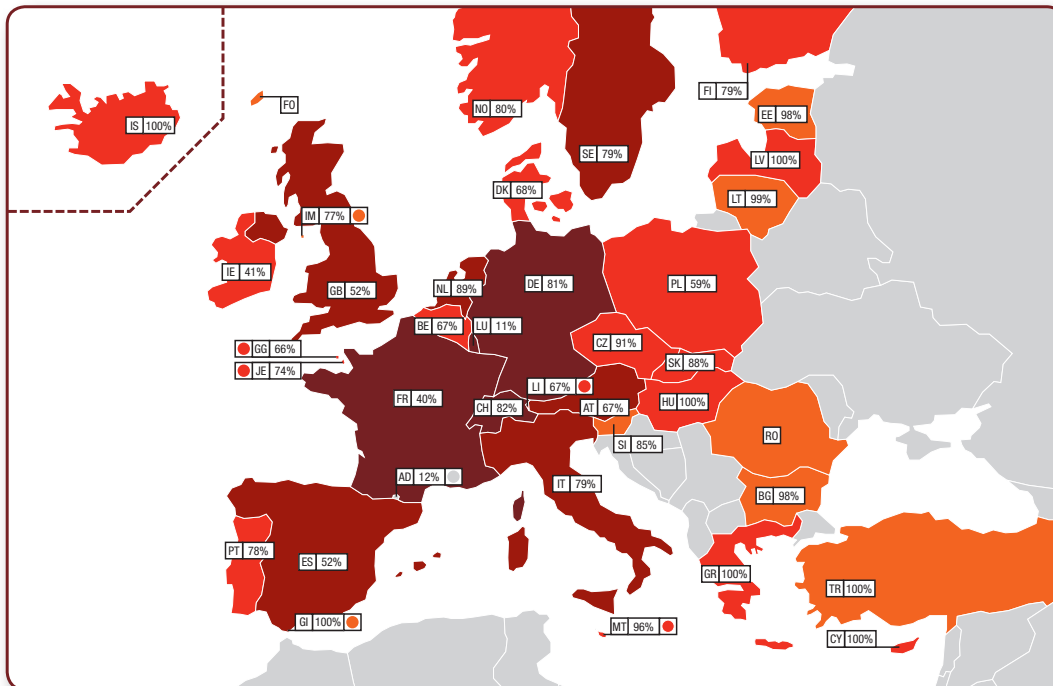 FO
NO 80%
FI 79%
EE 98%
IS 100%
SE 79%
LV 100%
DK 68%
LT 99%
IM 77%
IE 41%
GB 52%
NL 89%
DE 81%
PL 59%
BE 67%
LU 11%
GG 66%
CZ 91%
JE 74%
SK 88%
FR 40%
LI 67%
CH 82%
AT 67%
HU 100%
SI 85%
RO
AD 12%
IT 79%
BG 98%
PT 78%
ES 52%
GR 100%
TR 100%
GI 100%
MT 96%
CY 100%